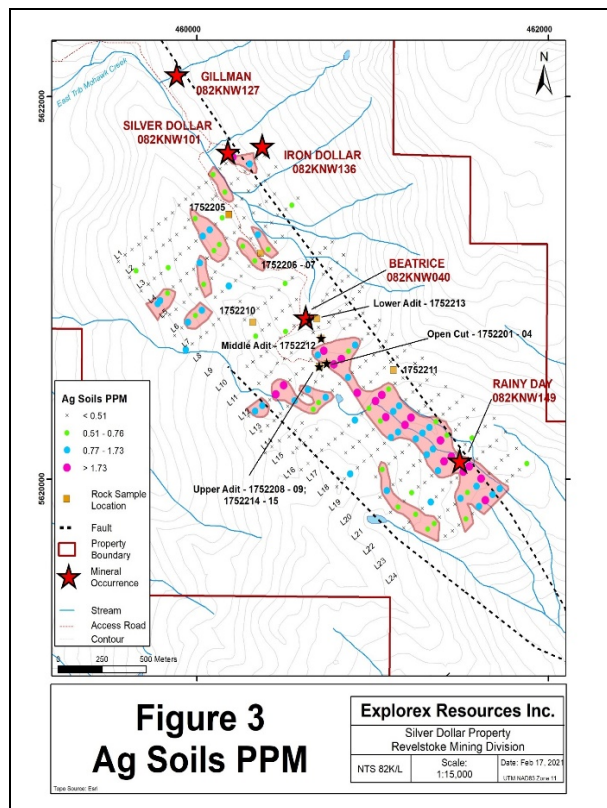 460000
462000
N
5622000
5620000
East Trip Mohawk Creek
GILLMAN
082KNW127
SILVER DOLLAR
082KNW101
IRON DOLLAR
082KNW136
1752205
1752206 - 07
BEATRICE
082KNW040
Lower Adit - 1752213
1752210
Middle Adit - 1752212
Open Cut - 1752201 - 04
1752211
RAINY DAY
082KNW149
Upper Adit - 1752208 - 09;
1752214 - 15
L1
L2
L3
L4
L5
L6
L7
L8
L9
L10
L11
L12
L13
L15
L16
L17
L18
L19
L20
L21
L22
L23
L24
Ag Soils PPM
< 0.51
0.51 - 0.76
0.77 - 1.73
> 1.73
Rock Sample
Location
Fault
Property
Boundary
Mineral
Occurrence
Stream
Access Road
Contour
0 250 500 Meters
Figure 3
Ag Soils PPM
Explorex Resources Inc.
Silver Dollar Property
Revelstoke Mining Division
NTS 82K/L
Scale:
1:15,000
Date: Feb 17, 2021
UTM NAD83 Zone 11